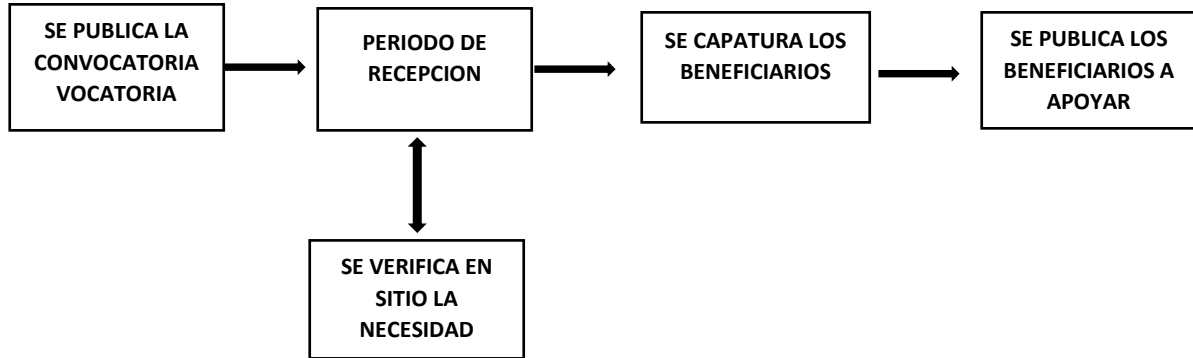 SE PUBLICA LA
CONVOCATORIA
VOCATORIA
PERIODO DE
RECEPCION
SE CAPATURA LOS
BENEFICIARIOS
SE PUBLICA LOS
BENEFICIARIOS A
APOYAR
SE VERIFICA EN
SITIO LA
NECESIDAD